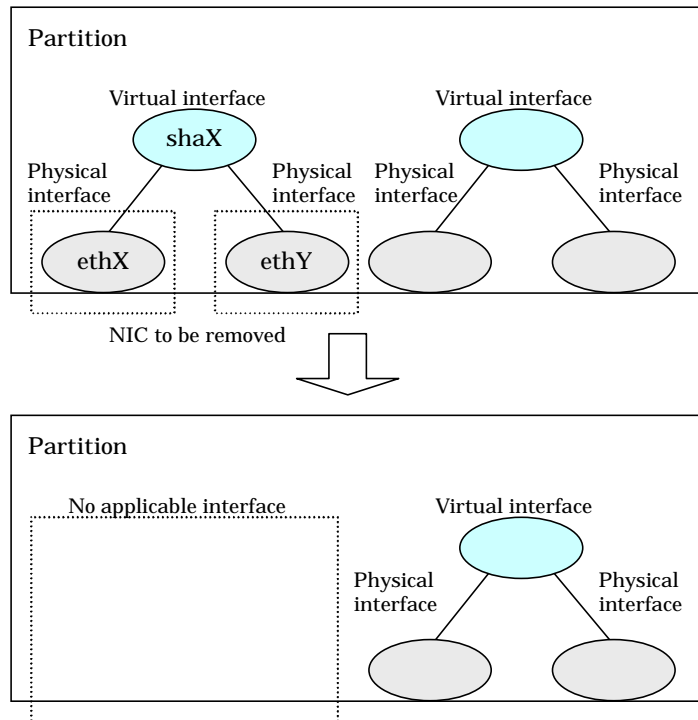 Partition
Virtual interface
Virtual interface
shaX
Physical
interface
Physical
interface
Physical
interface
Physical
interface
ethX
ethY
NIC to be removed
Partition
No applicable interface
Virtual interface
Physical
interface
Physical
interface